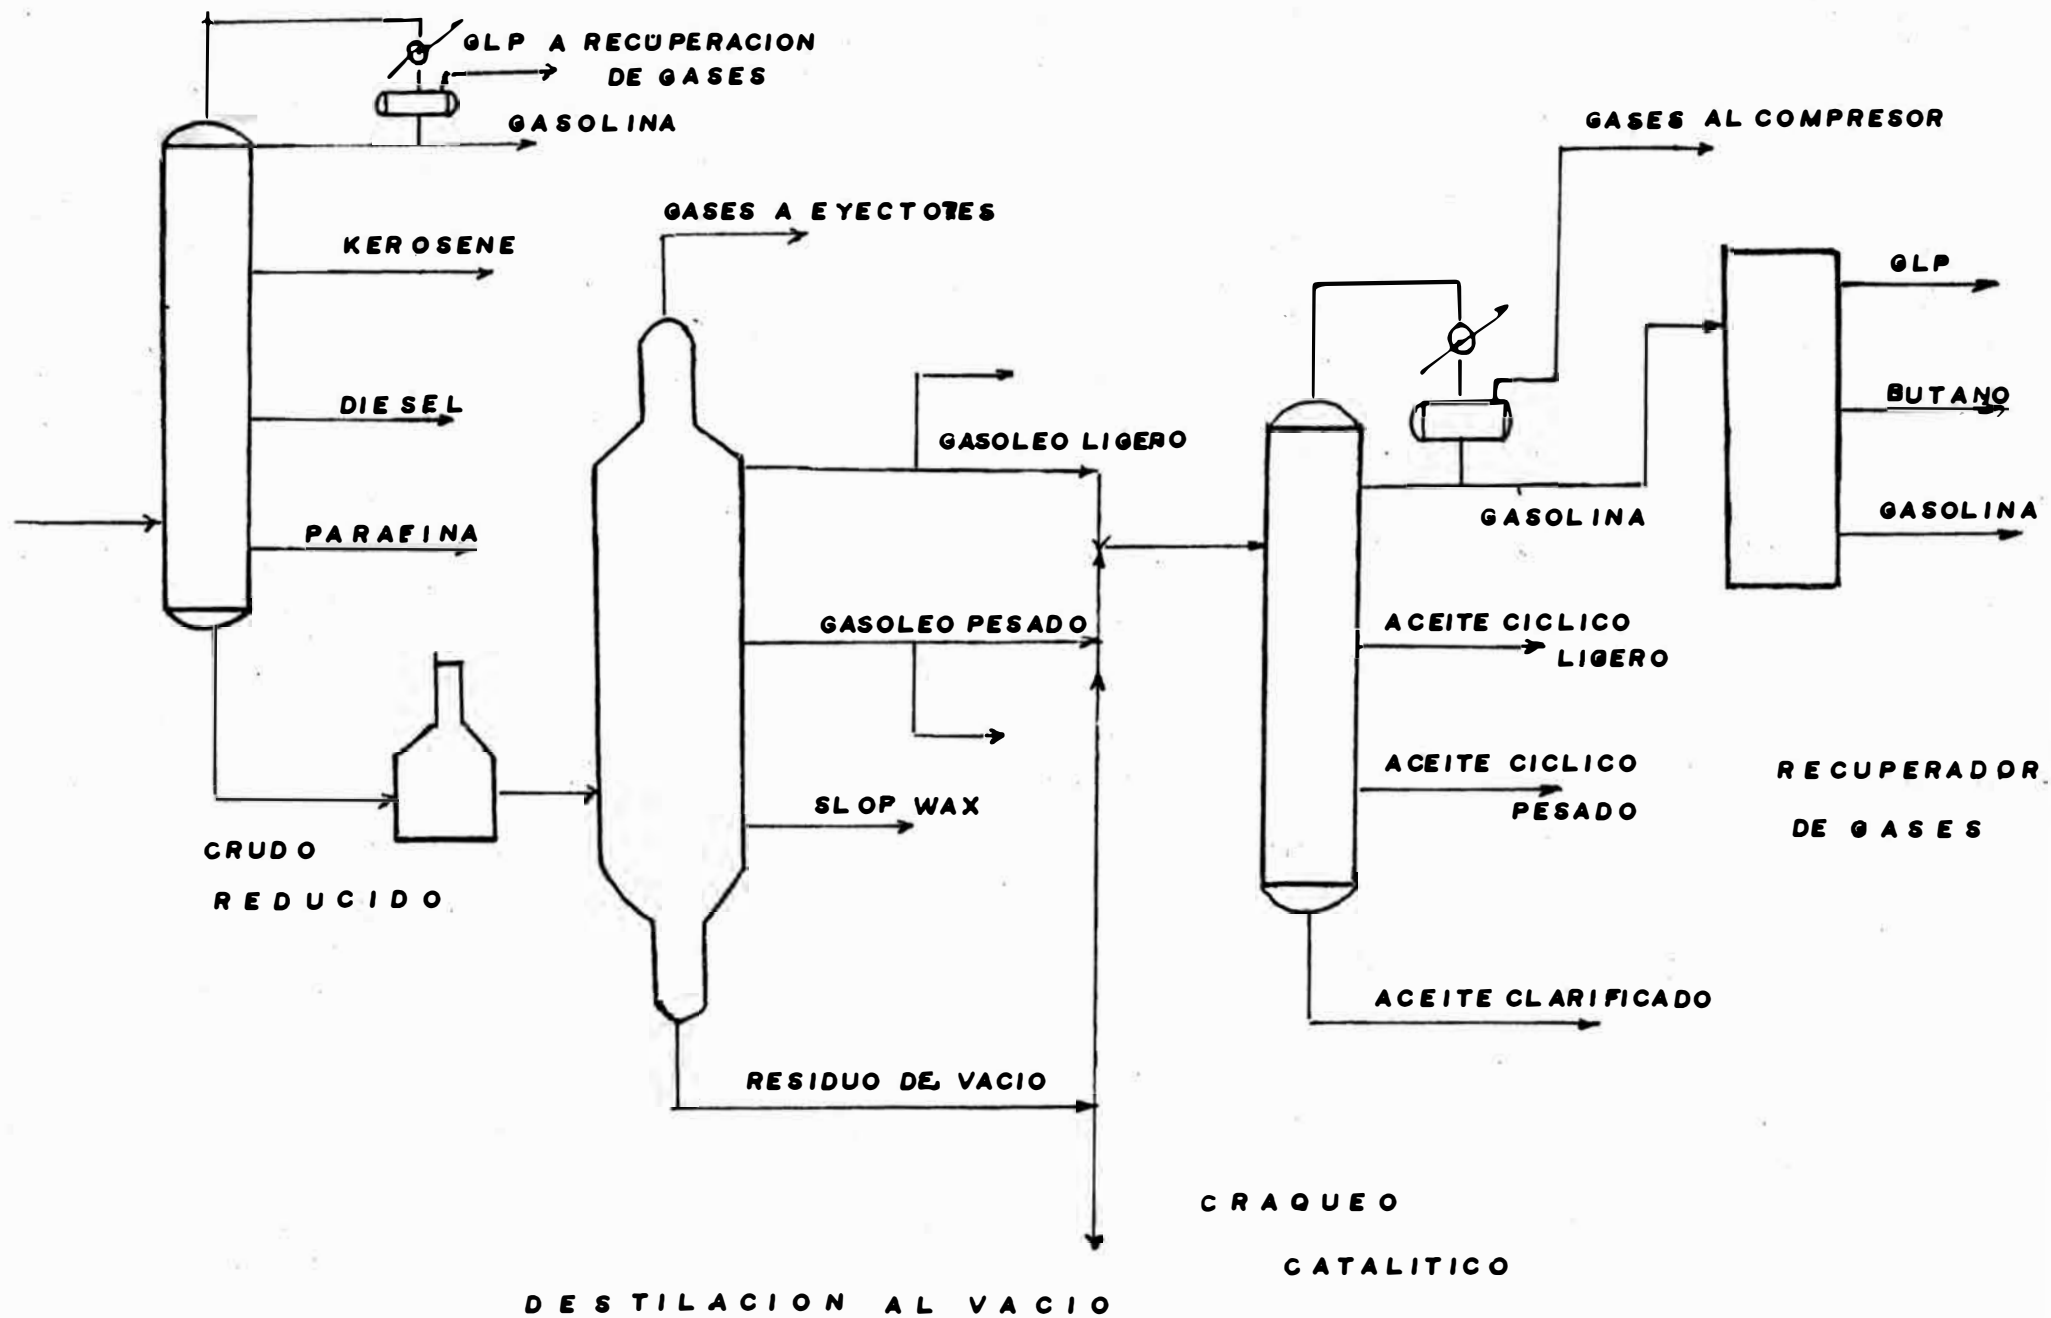 GLP A RECUPERACION
DE GASES
GASOLINA
KEROSENE
DIESEL
PARAFINA
CRUDO
REDUCIDO
GASES A EYECTORES
GASOLEO LIGERO
GASOLEO PESADO
SLOP WAX
RESIDUO DE VACIO
DESTILACION AL VACIO
GASES AL COMPRESOR
GASOLINA
ACEITE CICLICO
LIGERO
ACEITE CICLICO
PESADO
ACEITE CLARIFICADO
CRAQUEO
CATALITICO
GLP
BUTANO
GASOLINA
RECUPERADOR
DE GASES